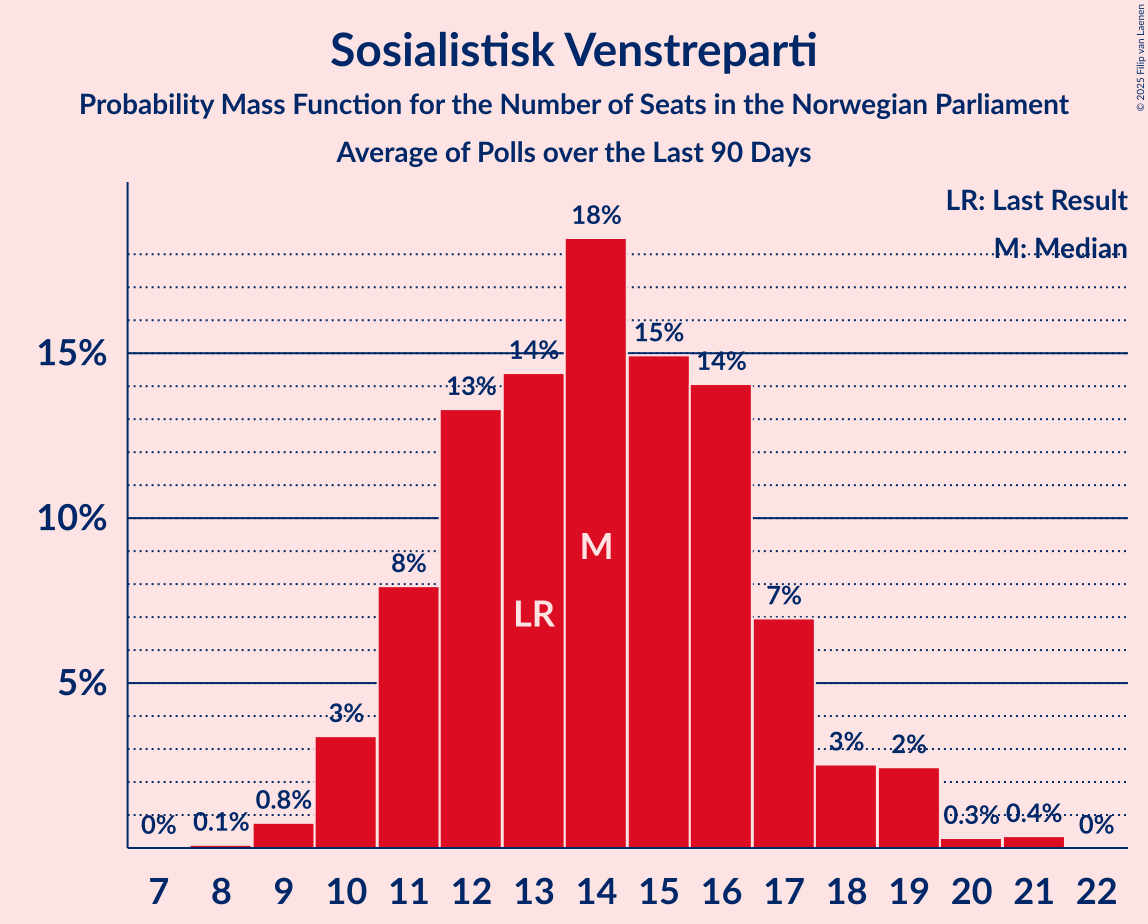 Sosialistisk Venstreparti
Probability Mass Function for the Number of Seats in the Norwegian Parliament
Average of Polls over the Last 90 Days
© 2025 Filip van Laenen
LR: Last Result
M: Median
18%
15%
15%
14%
14%
13%
10%
M
8%
7%
LR
5%
3%
3%
2%
0.8%
0%
0.1%
0.3%
0.4%
0%
7 8 9 10 11 12 13 14 15 16 17 18 19 20 21 22